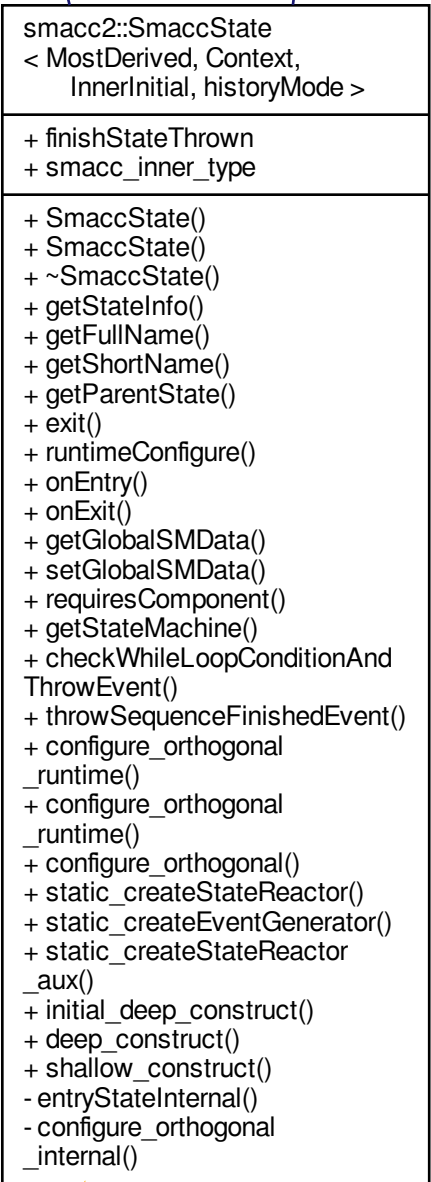 smacc2::SmaccState
< MostDerived, Context,
InnerInitial, historyMode >
+ finishStateThrown
+ smacc_inner_type
+ SmaccState()
+ SmaccState()
+ ~SmaccState()
+ getStateInfo()
+ getFullName()
+ getShortName()
+ getParentState()
+ exit()
+ runtimeConfigure()
+ onEntry()
+ onExit()
+ getGlobalSMData()
+ setGlobalSMData()
+ requiresComponent()
+ getStateMachine()
+ checkWhileLoopConditionAnd
ThrowEvent()
+ throwSequenceFinishedEvent()
+ configure_orthogonal
_runtime()
+ configure_orthogonal
_runtime()
+ configure_orthogonal()
+ static_createStateReactor()
+ static_createEventGenerator()
+ static_createStateReactor
_aux()
+ initial_deep_construct()
+ deep_construct()
+ shallow_construct()
- entryStateInternal()
- configure_orthogonal
_internal()